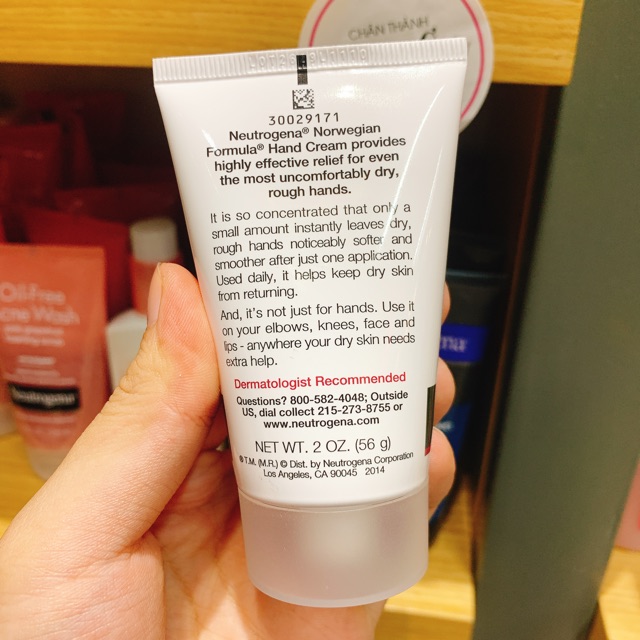 CHÂN THÀNH
30029171
Neutrogena® Norwegian
Formula® Hand Cream provides
highly effective relief for even
the most uncomfortably dry,
rough hands.
It is so concentrated that only a
small amount instantly leaves dry,
rough hands noticeably softer and
smoother after just one application.
Used daily, it helps keep dry skin
from returning.
And, it's not just for hands. Use it
on your elbows, knees, face and
lips - anywhere your dry skin needs
extra help.
Dermatologist Recommended
Questions? 800-582-4048; Outside
US, dial collect 215-273-8755 or
www.neutrogena.com
NET WT. 2 OZ. (56 g)
® T.M. (M.R.) © Dist. by Neutrogena Corporation
Los Angeles, CA 90045 2014
Oil-Free
Acne Wash
Neutrogena